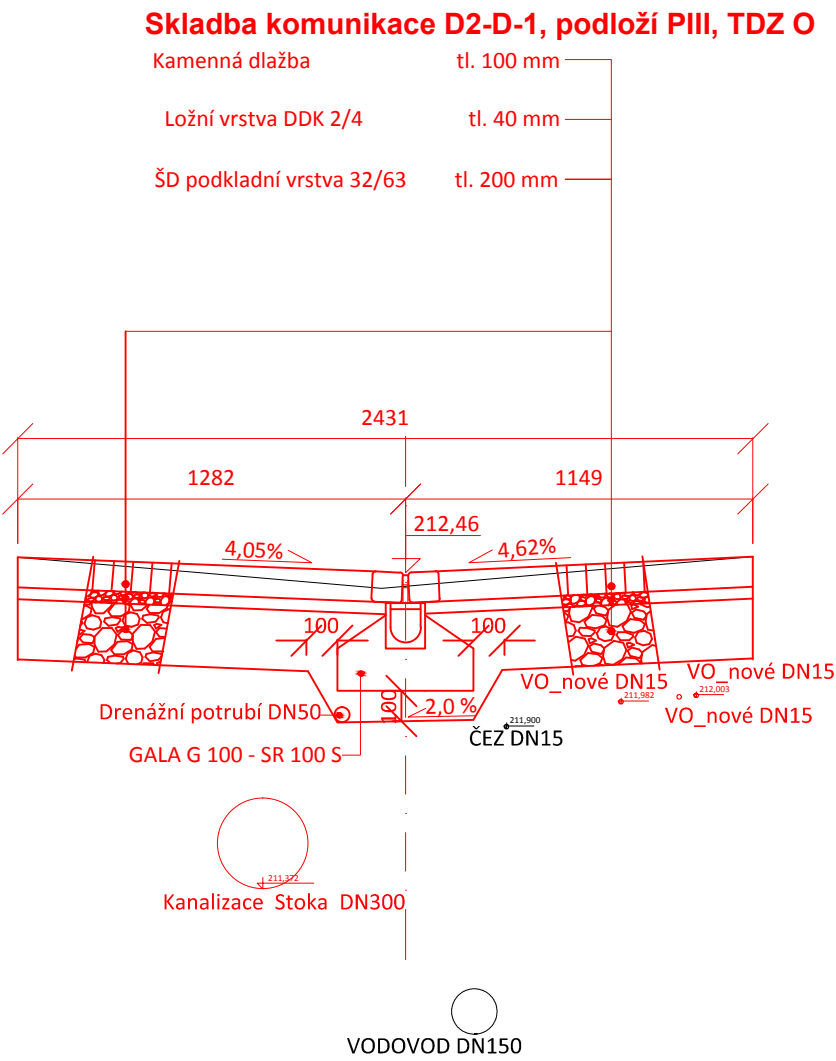 Skladba komunikace D2-D-1, podloží PIII, TDZ O
Kamenná dlažba tl. 100 mm
Ložní vrstva DDK 2/4 tl. 40 mm
ŠD podkladní vrstva 32/63 tl. 200 mm
2431
1282 1149
212,46
4,05% 4,62%
100 100
VO_nové DN15 VO_nové DN15
211,982 212,003
Drenážní potrubí DN50 100 2,0 % VO_nové DN15
211,900
GALA G 100 - SR 100 S ČEZ DN15
211,372
Kanalizace Stoka DN300
VODOVOD DN150